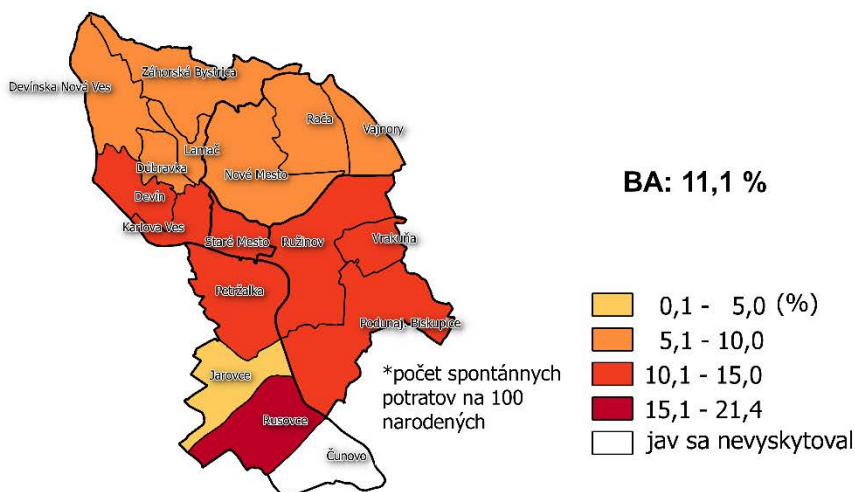 Záhorská Bystrica
Devínska Nová Ves
Rača
Vajnory
Lamač
Dúbravka
Nové Mesto
Devín
Karlova Ves
Staré Mesto
Ružinov
Vrakuňa
Petržalka
Podunaj. Biskupice
Jarovce
Rusovce
Čunovo
*počet spontánnych
potratov na 100
narodených
BA: 11,1 %
0,1 - 5,0 (%)
5,1 - 10,0
10,1 - 15,0
15,1 - 21,4
jav sa nevyskytoval